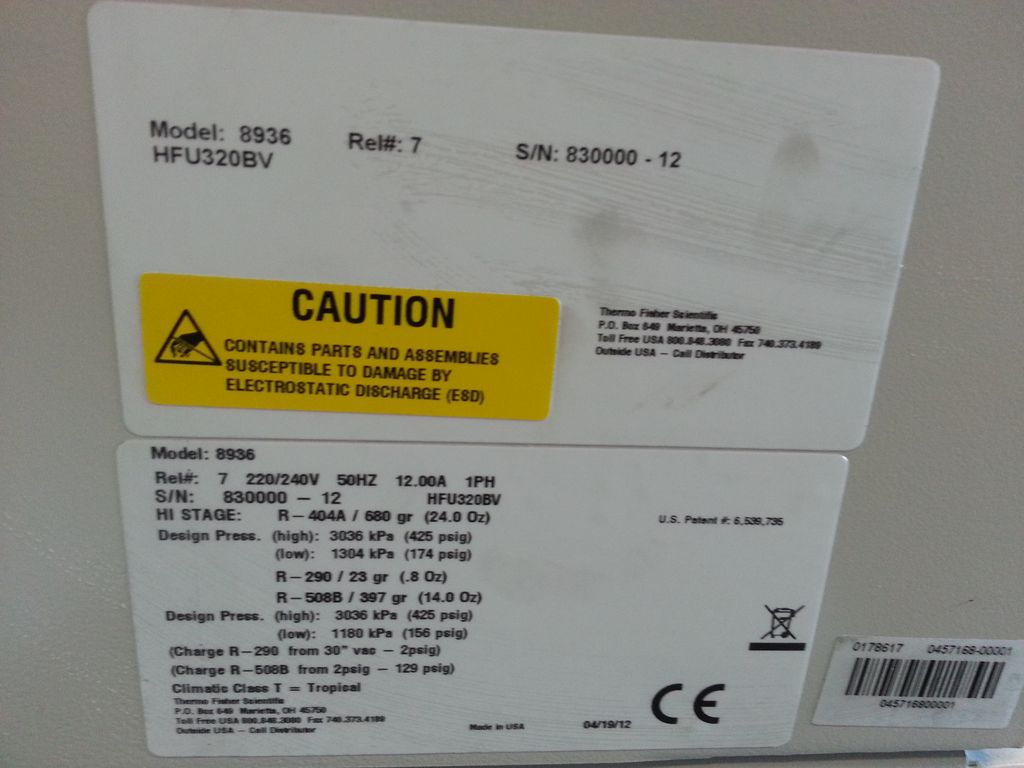 Model: 8936 Rel#: 7 S/N: 830000 - 12
HFU320BV
CAUTION
CONTAINS PARTS AND ASSEMBLIES
SUSCEPTIBLE TO DAMAGE BY
ELECTROSTATIC DISCHARGE (ESD)
Thermo Fisher Scientific
P.O. Box 649 Marietta, OH 45750
Toll Free USA 800.848.3080 Fax 740.373.4189
Outside USA - Call Distributor
Model: 8936
Rel#: 7 220/240V 50HZ 12.00A 1PH
S/N: 830000 - 12 HFU320BV
HI STAGE: R-404A / 680 gr (24.0 Oz)
U.S. Patent #: 6,539,735
Design Press. (high): 3036 kPa (425 psig)
(low): 1304 kPa (174 psig)
R-290 / 23 gr (.8 Oz)
R-508B / 397 gr (14.0 Oz)
Design Press. (high): 3036 kPa (425 psig)
(low): 1180 kPa (156 psig)
(Charge R-290 from 30" vac - 2psig)
(Charge R-508B from 2psig - 129 psig)
Climatic Class T = Tropical
Thermo Fisher Scientific
P.O. Box 649 Marietta, OH 45750
Toll Free USA 800.848.3080 Fax 740.373.4189
Outside USA - Call Distributor
Made in USA
04/19/12
CE
0178617 0457168-00001
045716800001